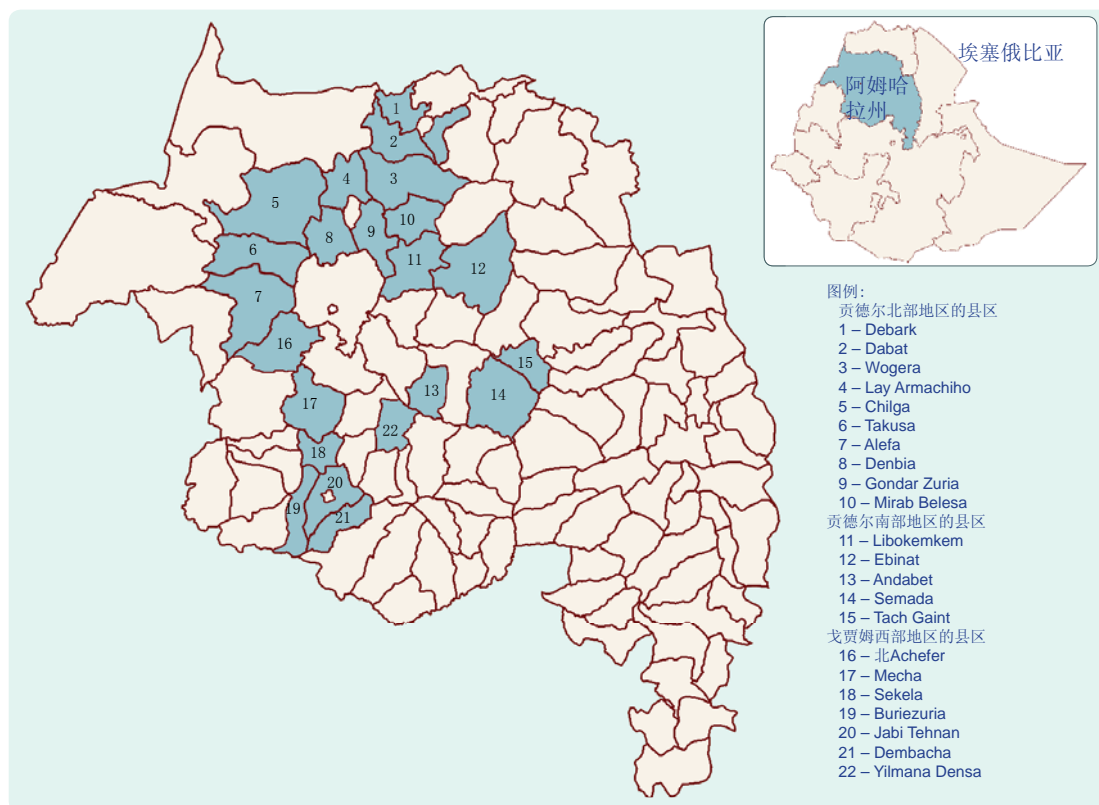 埃塞俄比亚
阿姆哈
拉州
1
2
3
4
5
6
7
8
9
10
11
12
13
14
15
16
17
18
19
20
21
22
图例:
贡德尔北部地区的县区
1 – Debark
2 – Dabat
3 – Wogera
4 – Lay Armachiho
5 – Chilga
6 – Takusa
7 – Alefa
8 – Denbia
9 – Gondar Zuria
10 – Mirab Belesa
贡德尔南部地区的县区
11 – Libokemkem
12 – Ebinat
13 – Andabet
14 – Semada
15 – Tach Gaint
戈贾姆西部地区的县区
16 – 北Achefer
17 – Mecha
18 – Sekela
19 – Buriezuria
20 – Jabi Tehnan
21 – Dembacha
22 – Yilmana Densa